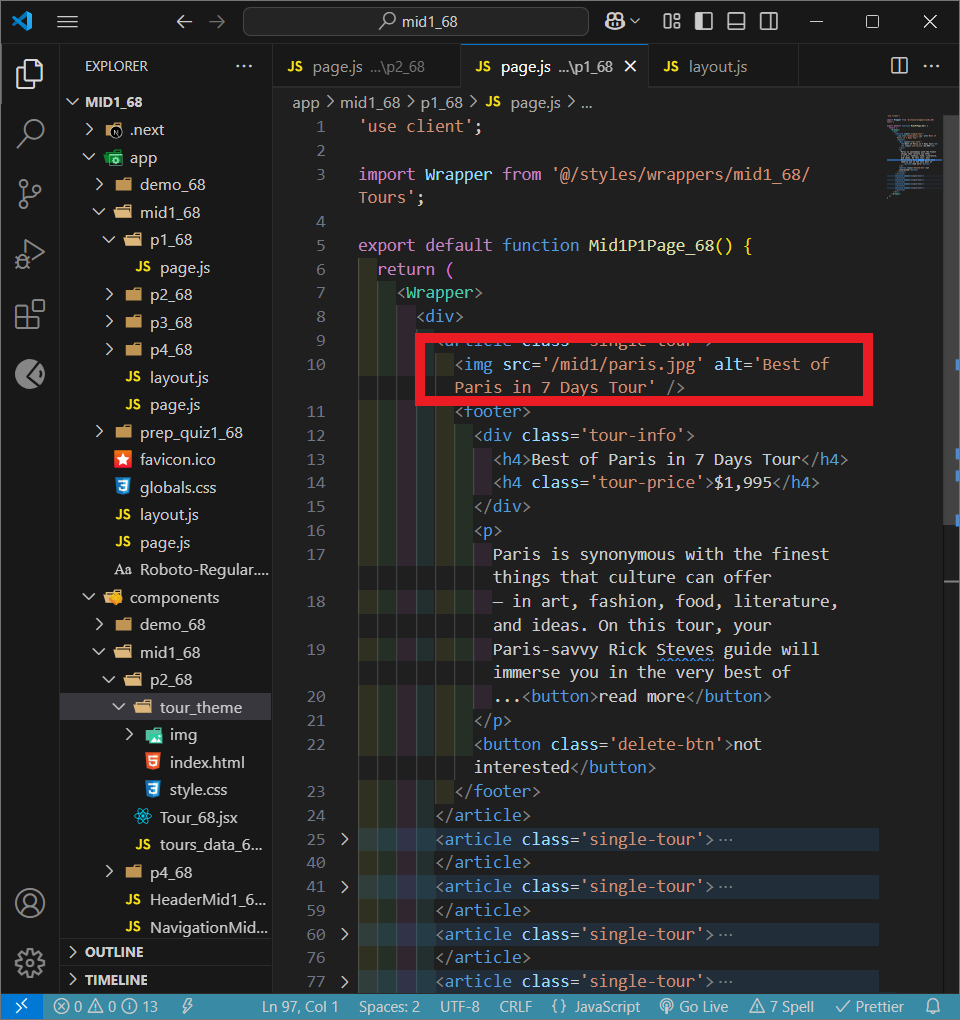 mid1_68
EXPLORER
MID1_68
.next
app
demo_68
mid1_68
p1_68
JS page.js
p2_68
p3_68
p4_68
JS layout.js
JS page.js
prep_quiz1_68
favicon.ico
globals.css
JS layout.js
JS page.js
Aa Roboto-Regular....
components
demo_68
mid1_68
p2_68
tour_theme
img
index.html
style.css
Tour_68.jsx
JS tours_data_6...
p4_68
JS HeaderMid1_6...
JS NavigationMid...
OUTLINE
TIMELINE
JS page.js ...\p2_68
JS page.js ...\p1_68
JS layout.js
app > mid1_68 > p1_68 > JS page.js > ...
1 'use client';
2
3 import Wrapper from '@/styles/wrappers/mid1_68/
Tours';
4
5 export default function Mid1P1Page_68() {
6 return (
7 <Wrapper>
8 <div>
9 <article class='single-tour'>
10 <img src='/mid1/paris.jpg' alt='Best of
Paris in 7 Days Tour' />
11 <footer>
12 <div class='tour-info'>
13 <h4>Best of Paris in 7 Days Tour</h4>
14 <h4 class='tour-price'>$1,995</h4>
15 </div>
16 <p>
17 Paris is synonymous with the finest
things that culture can offer
18 — in art, fashion, food, literature,
and ideas. On this tour, your
19 Paris-savvy Rick Steves guide will
immerse you in the very best of
20 ...<button>read more</button>
21 </p>
22 <button class='delete-btn'>not
interested</button>
23 </footer>
24 </article>
25 <article class='single-tour'>...
40 </article>
41 <article class='single-tour'>...
59 </article>
60 <article class='single-tour'>...
76 </article>
77 <article class='single-tour'>...
0 0 13 Ln 97, Col 1 Spaces: 2 UTF-8 CRLF {} JavaScript Go Live 7 Spell Prettier